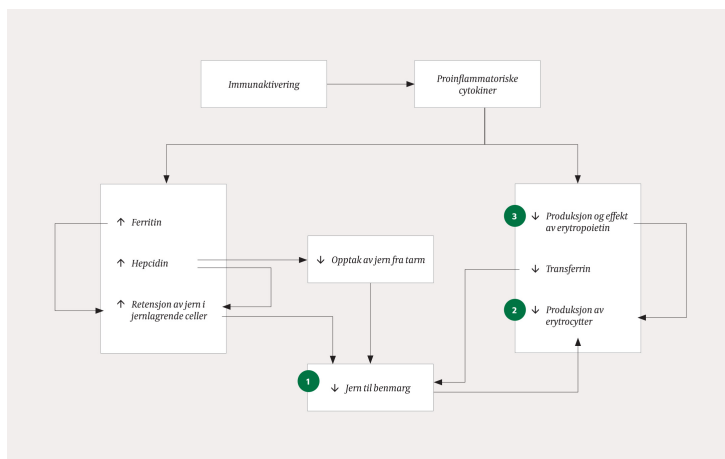 Immunaktivering
Proinflammatoriske
cytokiner
↑ Ferritin
↑ Hepcidin
↑ Retensjon av jern i
jernlagrende celler
↓ Opptak av jern fra tarm
1
↓ Jern til benmarg
3
↓ Produksjon og effekt
av erytropoietin
↓ Transferrin
2
↓ Produksjon av
erytrocytter